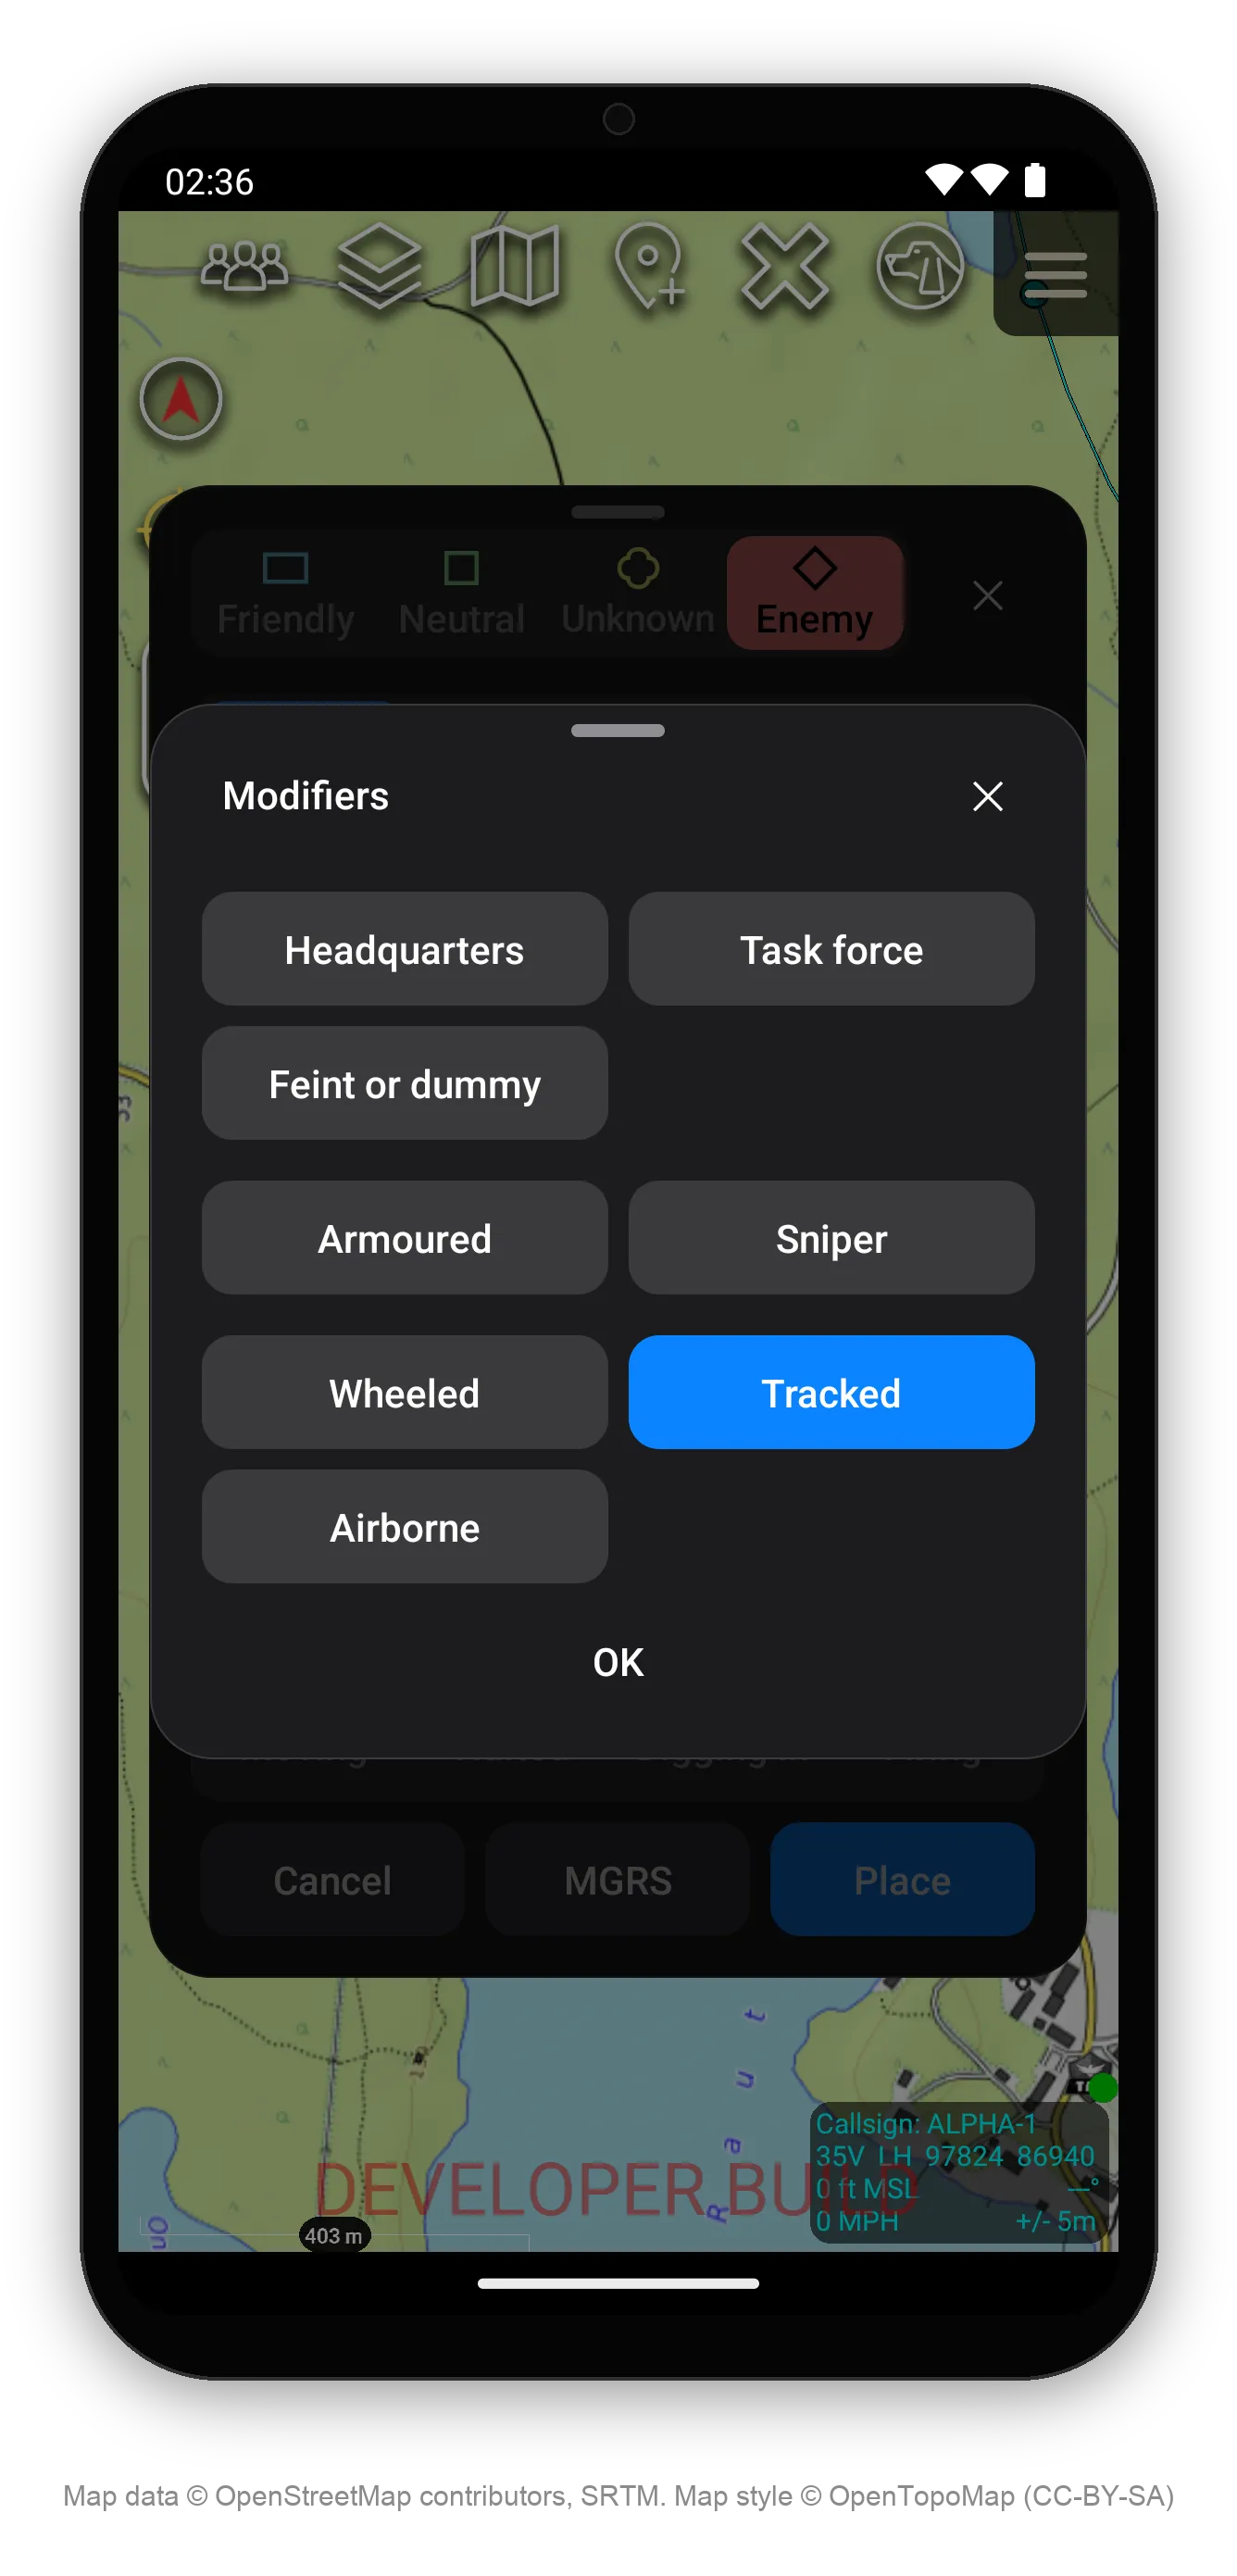 02:36
Friendly Neutral Unknown Enemy
Modifiers
Headquarters Task force
Feint or dummy
Armoured Sniper
Wheeled Tracked
Airborne
OK
Cancel MGRS Place
R a u t
Callsign: ALPHA-1
35V LH 97824 86940
0 ft MSL —°
0 MPH +/- 5m
DEVELOPER BUILD
403 m
Map data © OpenStreetMap contributors, SRTM. Map style © OpenTopoMap (CC-BY-SA)